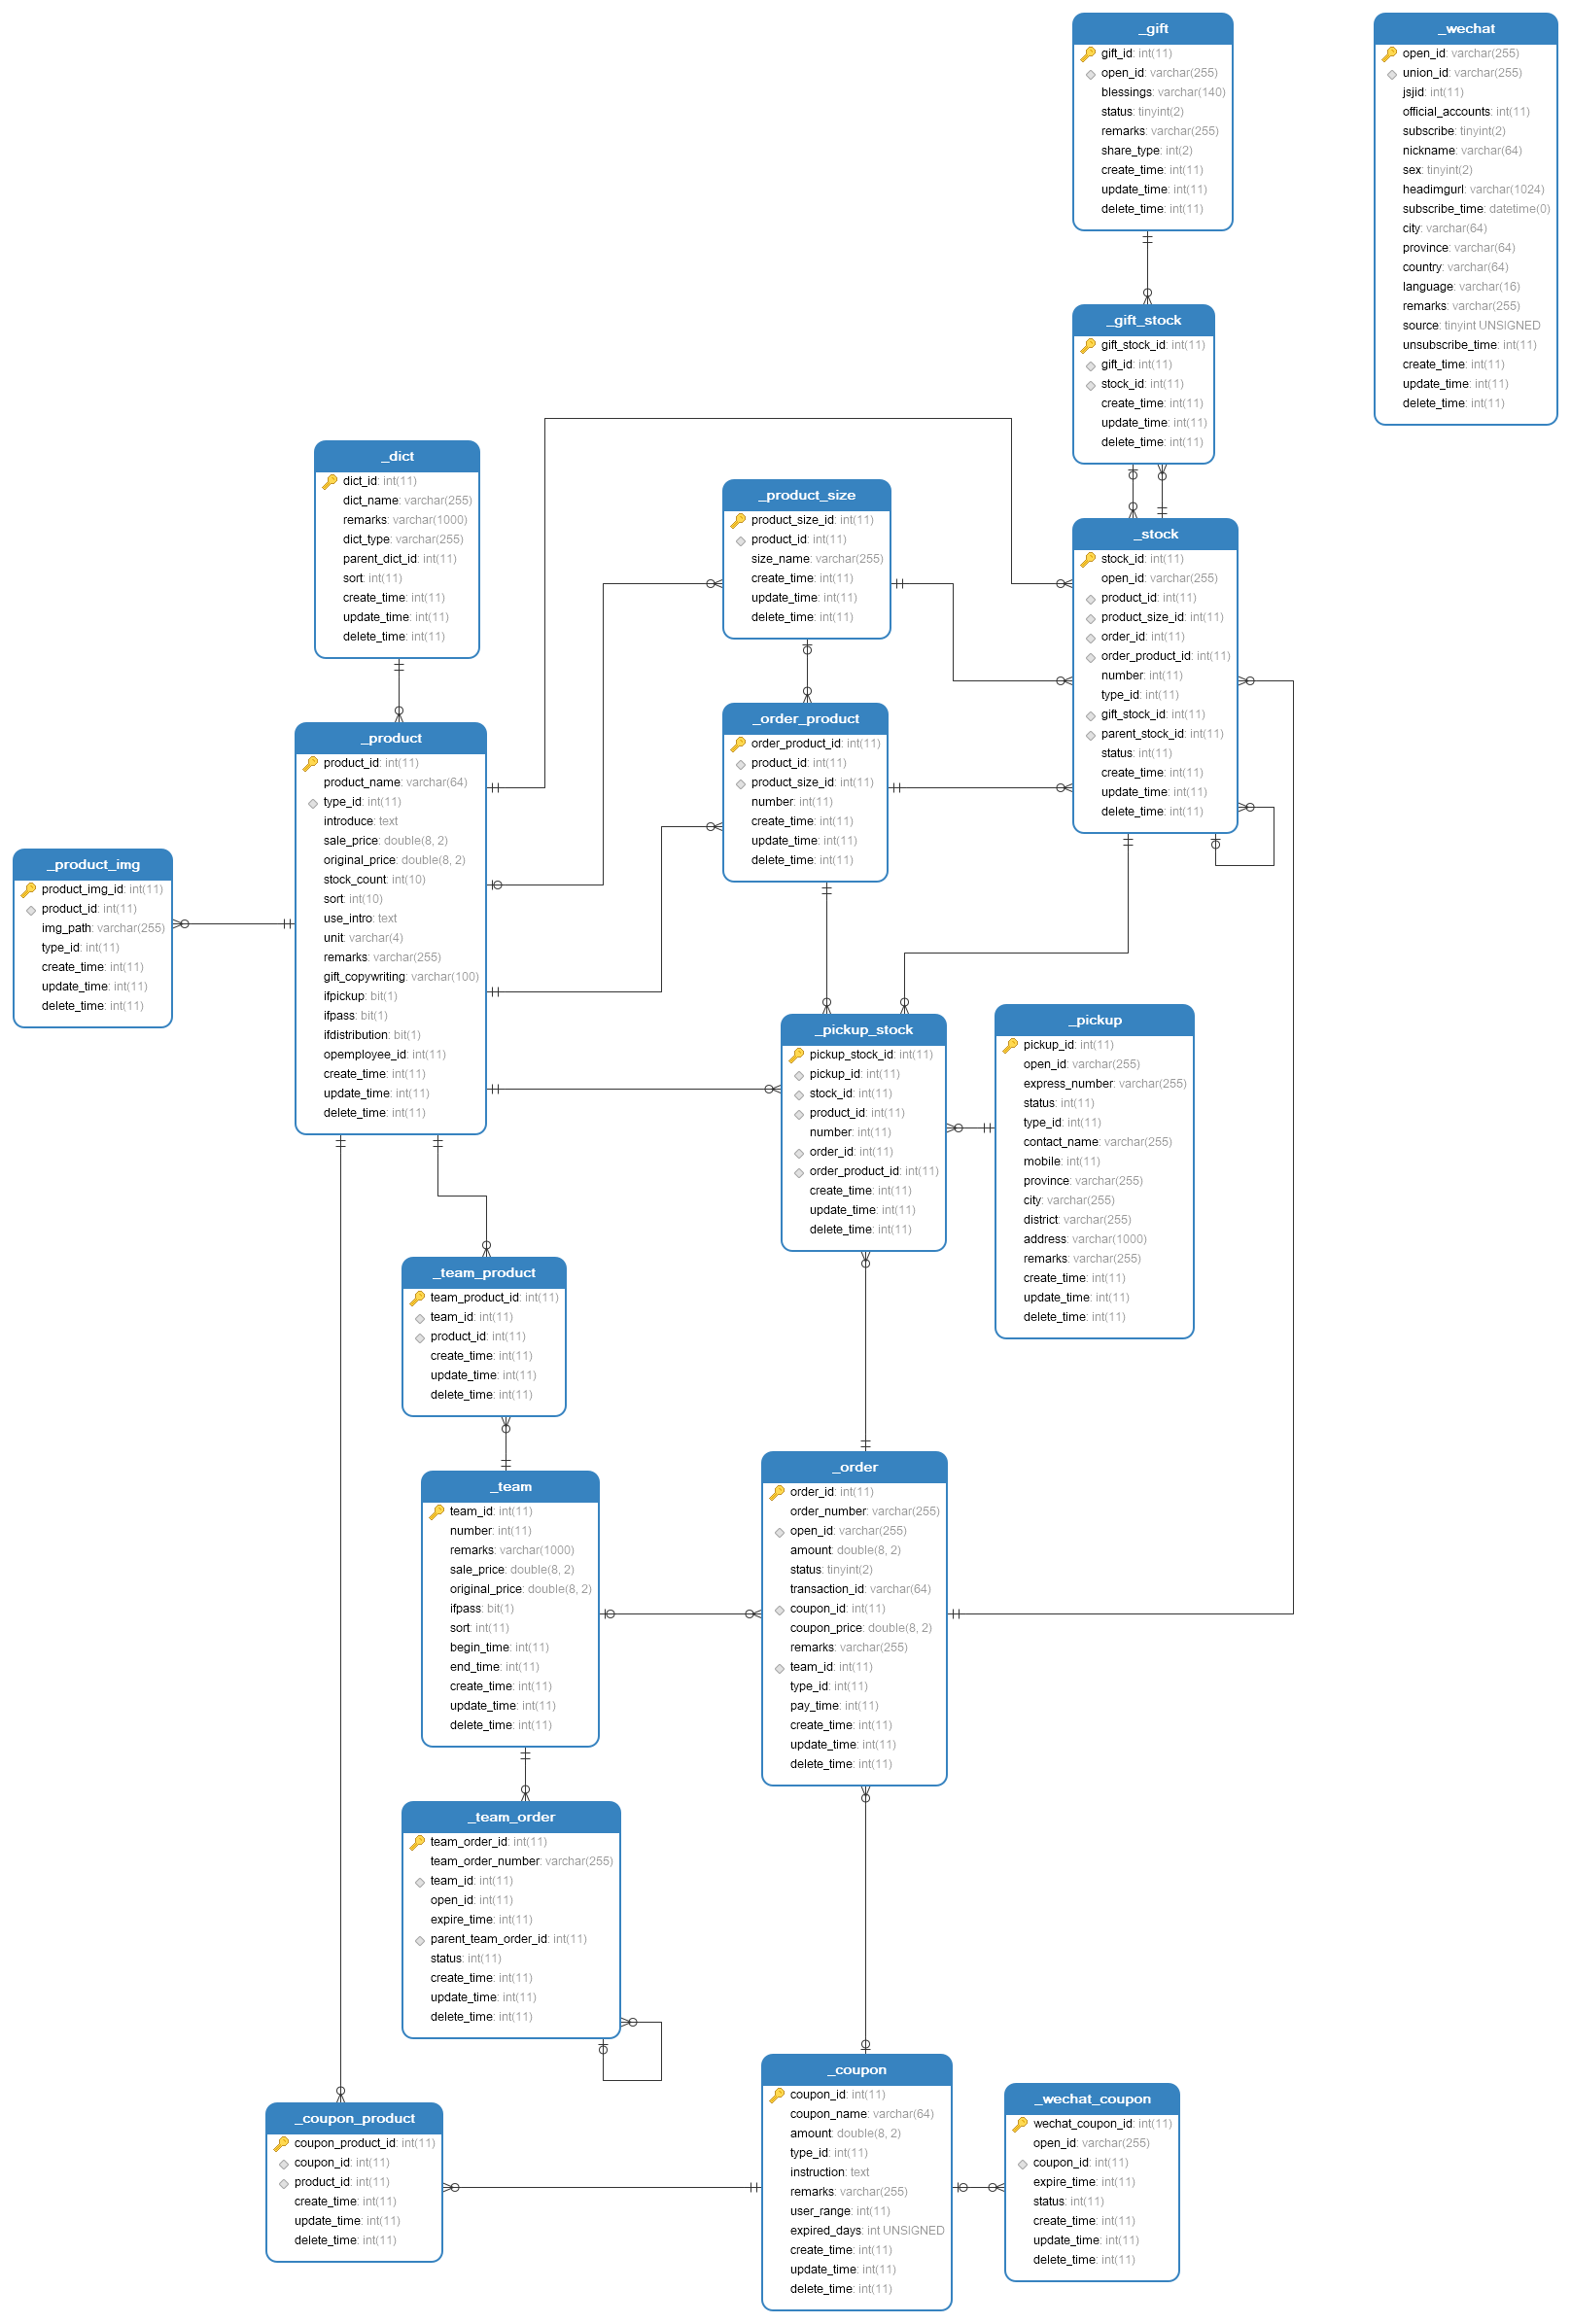 _gift
gift_id: int(11)
open_id: varchar(255)
blessings: varchar(140)
status: tinyint(2)
remarks: varchar(255)
share_type: int(2)
create_time: int(11)
update_time: int(11)
delete_time: int(11)
_wechat
open_id: varchar(255)
union_id: varchar(255)
jsjid: int(11)
official_accounts: int(11)
subscribe: tinyint(2)
nickname: varchar(64)
sex: tinyint(2)
headimgurl: varchar(1024)
subscribe_time: datetime(0)
city: varchar(64)
province: varchar(64)
country: varchar(64)
language: varchar(16)
remarks: varchar(255)
source: tinyint UNSIGNED
unsubscribe_time: int(11)
create_time: int(11)
update_time: int(11)
delete_time: int(11)
_gift_stock
gift_stock_id: int(11)
gift_id: int(11)
stock_id: int(11)
create_time: int(11)
update_time: int(11)
delete_time: int(11)
_dict
dict_id: int(11)
dict_name: varchar(255)
remarks: varchar(1000)
dict_type: varchar(255)
parent_dict_id: int(11)
sort: int(11)
create_time: int(11)
update_time: int(11)
delete_time: int(11)
_product_size
product_size_id: int(11)
product_id: int(11)
size_name: varchar(255)
create_time: int(11)
update_time: int(11)
delete_time: int(11)
_stock
stock_id: int(11)
open_id: varchar(255)
product_id: int(11)
product_size_id: int(11)
order_id: int(11)
order_product_id: int(11)
number: int(11)
type_id: int(11)
gift_stock_id: int(11)
parent_stock_id: int(11)
status: int(11)
create_time: int(11)
update_time: int(11)
delete_time: int(11)
_product
product_id: int(11)
product_name: varchar(64)
type_id: int(11)
introduce: text
sale_price: double(8, 2)
original_price: double(8, 2)
stock_count: int(10)
sort: int(10)
use_intro: text
unit: varchar(4)
remarks: varchar(255)
gift_copywriting: varchar(100)
ifpickup: bit(1)
ifpass: bit(1)
ifdistribution: bit(1)
opemployee_id: int(11)
create_time: int(11)
update_time: int(11)
delete_time: int(11)
_order_product
order_product_id: int(11)
product_id: int(11)
product_size_id: int(11)
number: int(11)
create_time: int(11)
update_time: int(11)
delete_time: int(11)
_product_img
product_img_id: int(11)
product_id: int(11)
img_path: varchar(255)
type_id: int(11)
create_time: int(11)
update_time: int(11)
delete_time: int(11)
_pickup_stock
pickup_stock_id: int(11)
pickup_id: int(11)
stock_id: int(11)
product_id: int(11)
number: int(11)
order_id: int(11)
order_product_id: int(11)
create_time: int(11)
update_time: int(11)
delete_time: int(11)
_pickup
pickup_id: int(11)
open_id: varchar(255)
express_number: varchar(255)
status: int(11)
type_id: int(11)
contact_name: varchar(255)
mobile: int(11)
province: varchar(255)
city: varchar(255)
district: varchar(255)
address: varchar(1000)
remarks: varchar(255)
create_time: int(11)
update_time: int(11)
delete_time: int(11)
_team_product
team_product_id: int(11)
team_id: int(11)
product_id: int(11)
create_time: int(11)
update_time: int(11)
delete_time: int(11)
_team
team_id: int(11)
number: int(11)
remarks: varchar(1000)
sale_price: double(8, 2)
original_price: double(8, 2)
ifpass: bit(1)
sort: int(11)
begin_time: int(11)
end_time: int(11)
create_time: int(11)
update_time: int(11)
delete_time: int(11)
_order
order_id: int(11)
order_number: varchar(255)
open_id: varchar(255)
amount: double(8, 2)
status: tinyint(2)
transaction_id: varchar(64)
coupon_id: int(11)
coupon_price: double(8, 2)
remarks: varchar(255)
team_id: int(11)
type_id: int(11)
pay_time: int(11)
create_time: int(11)
update_time: int(11)
delete_time: int(11)
_team_order
team_order_id: int(11)
team_order_number: varchar(255)
team_id: int(11)
open_id: int(11)
expire_time: int(11)
parent_team_order_id: int(11)
status: int(11)
create_time: int(11)
update_time: int(11)
delete_time: int(11)
_coupon
coupon_id: int(11)
coupon_name: varchar(64)
amount: double(8, 2)
type_id: int(11)
instruction: text
remarks: varchar(255)
user_range: int(11)
expired_days: int UNSIGNED
create_time: int(11)
update_time: int(11)
delete_time: int(11)
_wechat_coupon
wechat_coupon_id: int(11)
open_id: varchar(255)
coupon_id: int(11)
expire_time: int(11)
status: int(11)
create_time: int(11)
update_time: int(11)
delete_time: int(11)
_coupon_product
coupon_product_id: int(11)
coupon_id: int(11)
product_id: int(11)
create_time: int(11)
update_time: int(11)
delete_time: int(11)